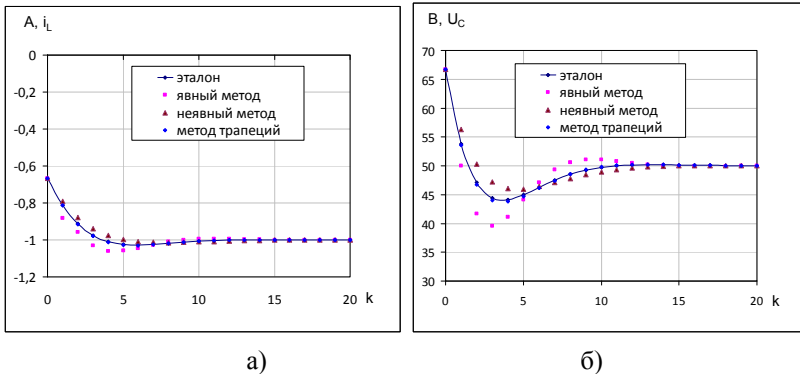 A, i_L
0
-0,2
-0,4
-0,6
-0,8
-1
-1,2
0 5 10 15 20 k
эталон
явный метод
неявный метод
метод трапеций
а)
B, U_C
70
65
60
55
50
45
40
35
30
0 5 10 15 20 k
эталон
явный метод
неявный метод
метод трапеций
б)